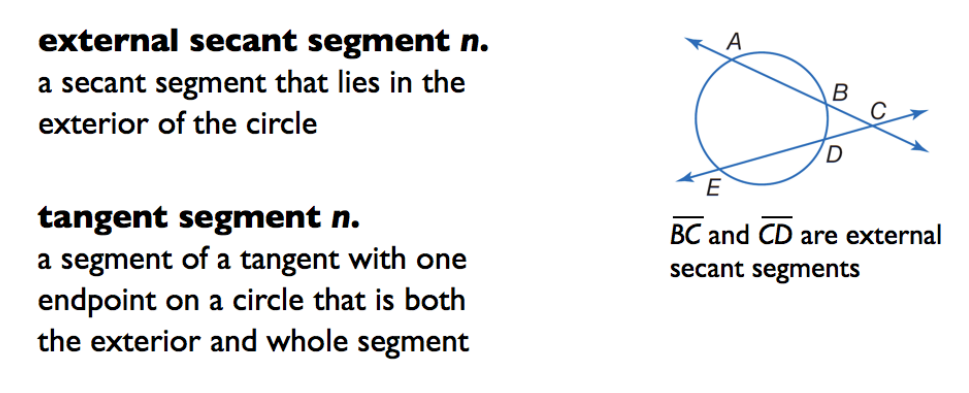 external secant segment n.
a secant segment that lies in the
exterior of the circle
tangent segment n.
a segment of a tangent with one
endpoint on a circle that is both
the exterior and whole segment
A
B
C
D
E
BC and CD are external
secant segments